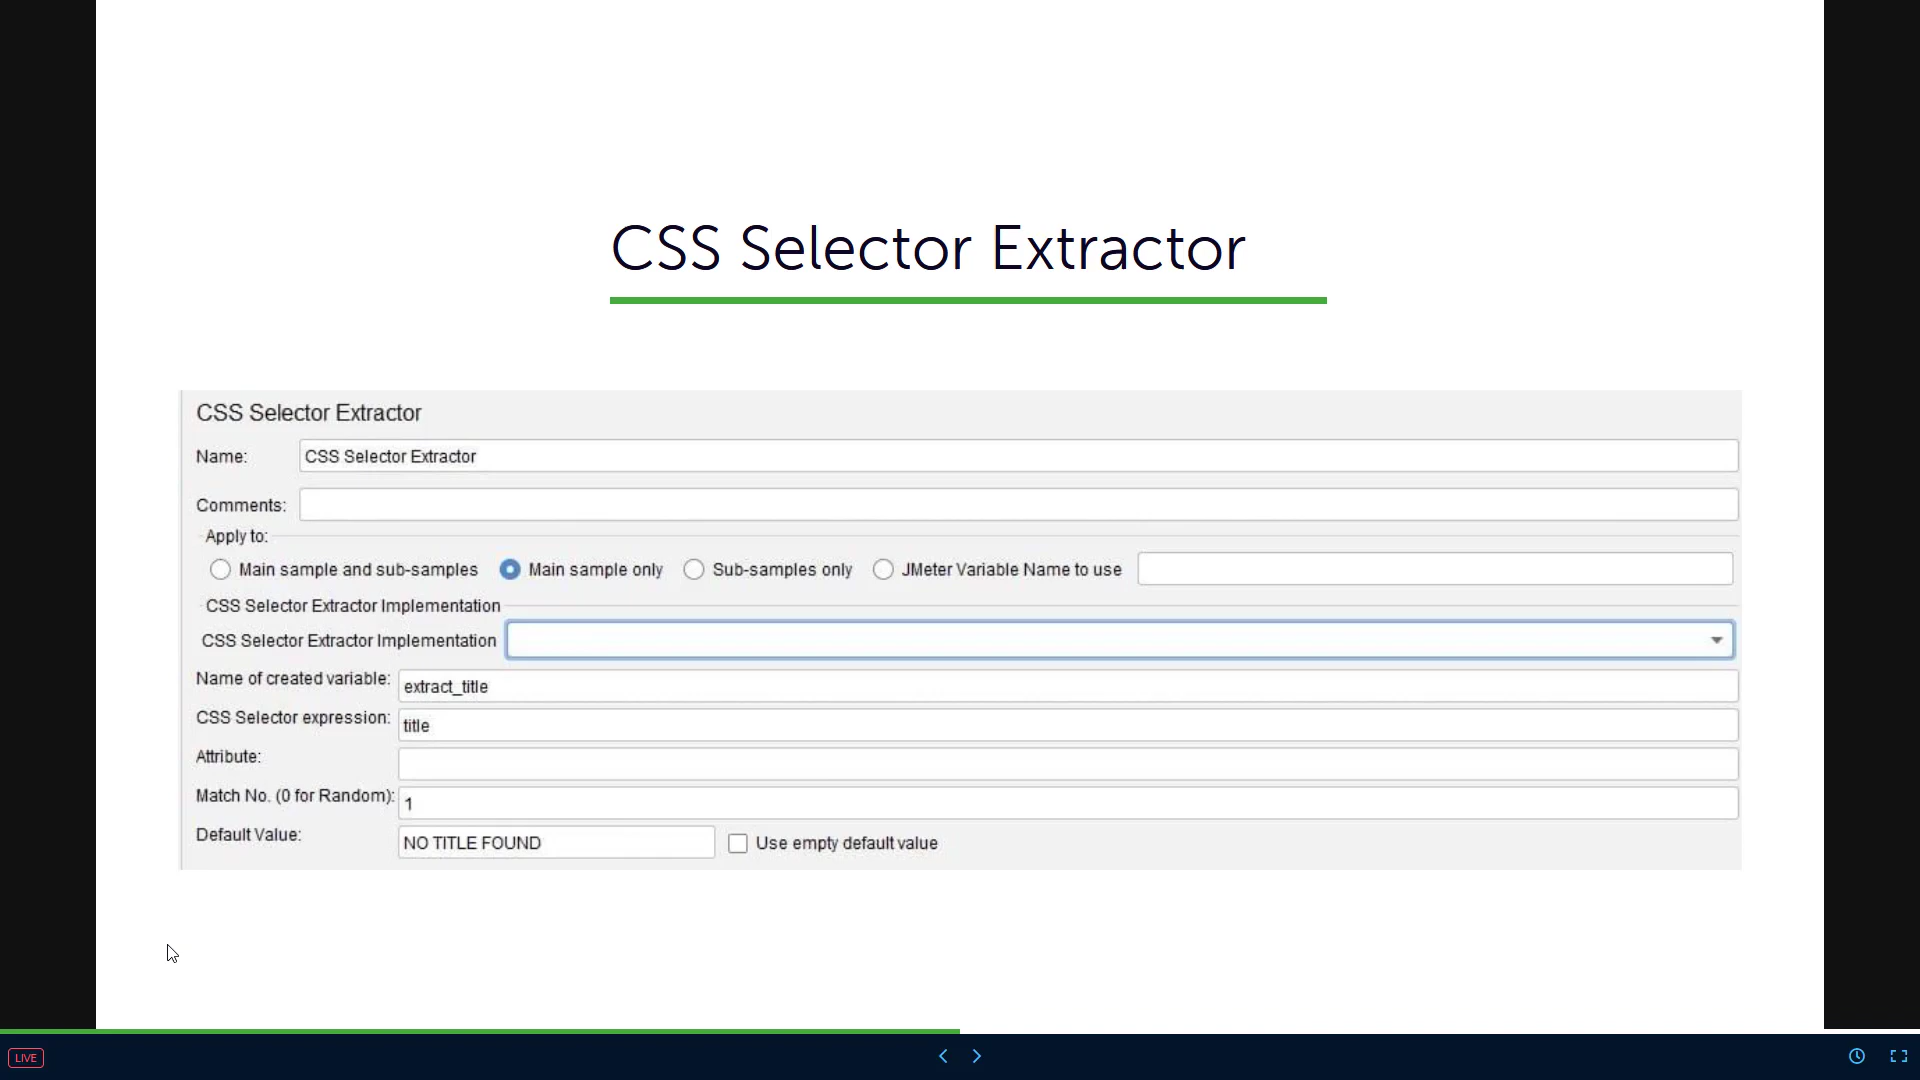 CSS Selector Extractor
CSS Selector Extractor
Name: CSS Selector Extractor
Comments:
Apply to:
Main sample and sub-samples Main sample only Sub-samples only JMeter Variable Name to use
CSS Selector Extractor Implementation
CSS Selector Extractor Implementation
Name of created variable: extract_title
CSS Selector expression: title
Attribute:
Match No. (0 for Random): 1
Default Value: NO TITLE FOUND Use empty default value
LIVE